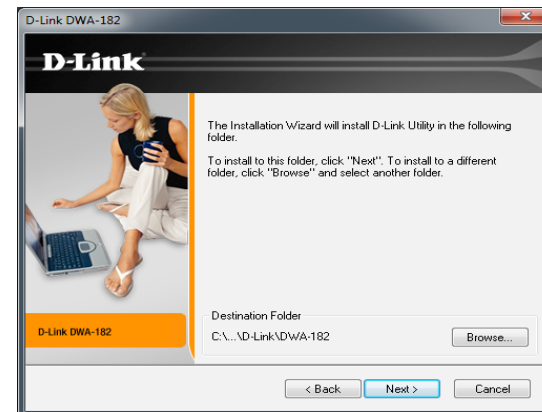 D-Link DWA-182
D-Link
The Installation Wizard will install D-Link Utility in the following
folder.
To install to this folder, click "Next". To install to a different
folder, click "Browse" and select another folder.
Destination Folder
D-Link DWA-182
C:\...\D-Link\DWA-182
Browse...
< Back
Next >
Cancel